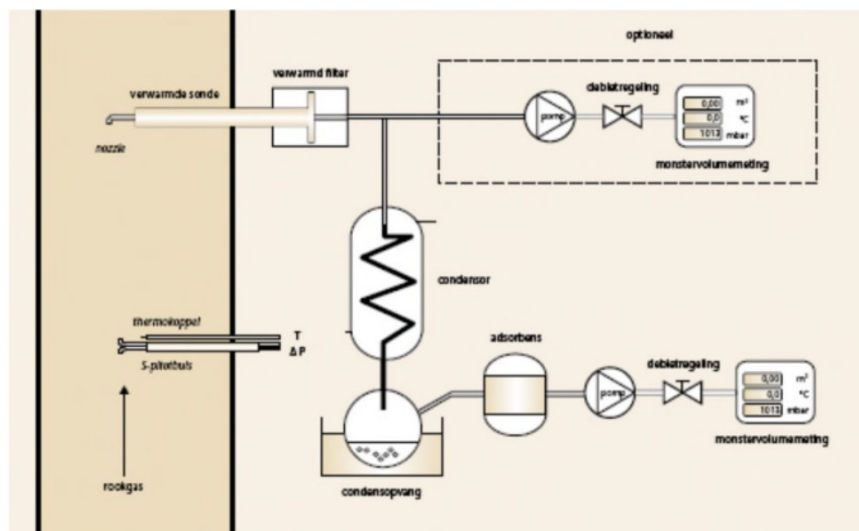 optioneel
verwarmd filter
verwarmde sonde
debietregeling
nozzle
pomp
0,00 m³
0,0 °C
1013 mbar
monstervolumemeting
condensor
thermokoppel
T
ΔP
S-pitotbuis
adsorbens
debietregeling
pomp
0,00 m³
0,0 °C
1013 mbar
monstervolumemeting
rookgas
condensopvang